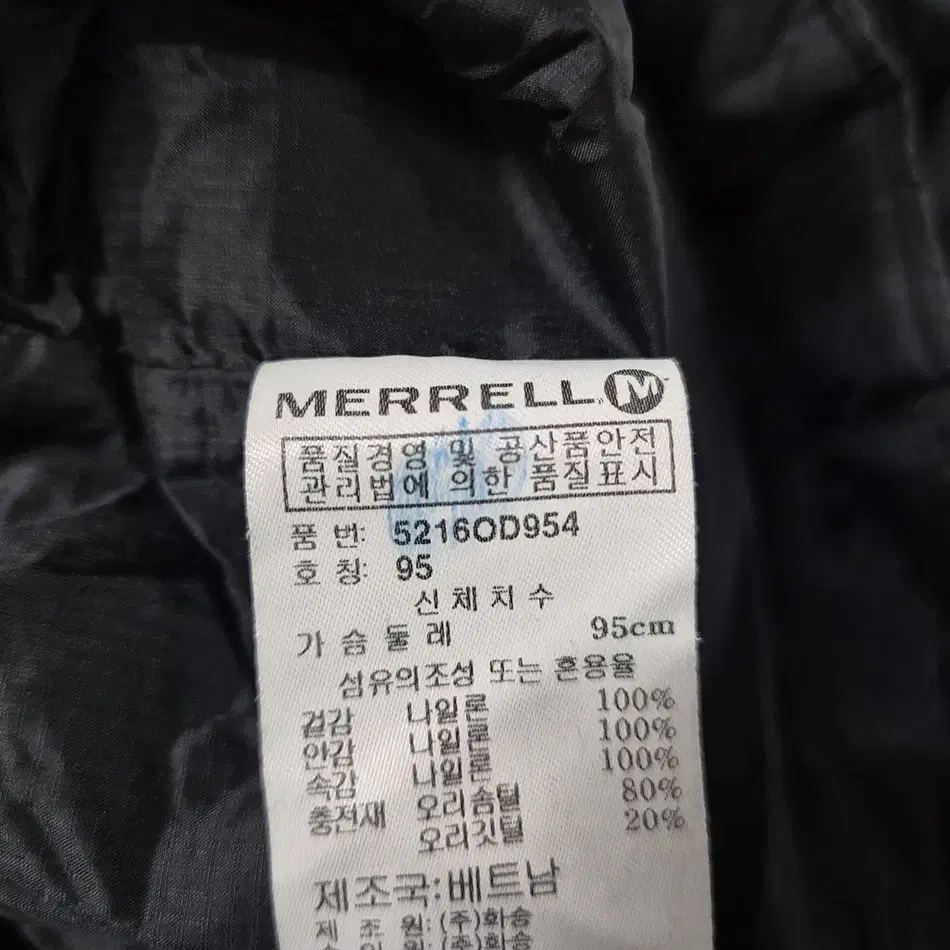 MERRELL M
품질경영 및 공산품안전
관리법에 의한 품질표시
품 번: 5216OD954
호 칭: 95
신 체 치 수
가 슴 둘 레 95cm
섬유의조성 또는 혼용율
겉감 나일론 100%
안감 나일론 100%
속감 나일론 100%
충전재 오리솜털 80%
오리깃털 20%
제조국:베트남
제 조 원: (주)화승
원: (주)화승